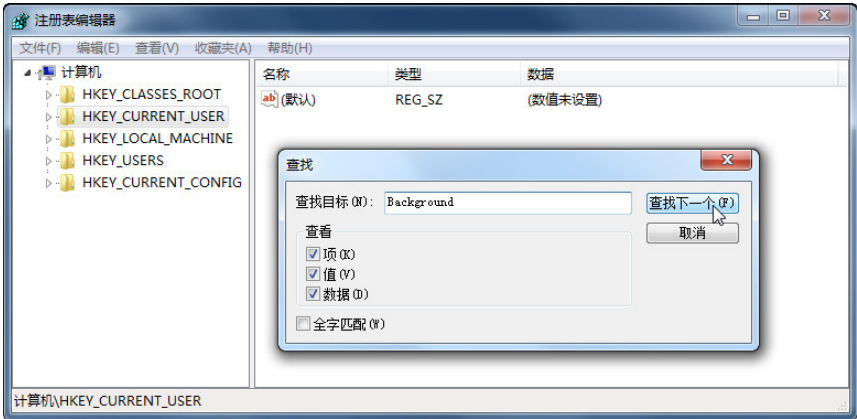 注册表编辑器
文件(F) 编辑(E) 查看(V) 收藏夹(A) 帮助(H)
计算机
HKEY_CLASSES_ROOT
HKEY_CURRENT_USER
HKEY_LOCAL_MACHINE
HKEY_USERS
HKEY_CURRENT_CONFIG
名称 类型 数据
ab (默认) REG_SZ (数值未设置)
查找
查找目标(N): Background 查找下一个(F)
取消
查看
项(K)
值(V)
数据(D)
全字匹配(W)
计算机\HKEY_CURRENT_USER